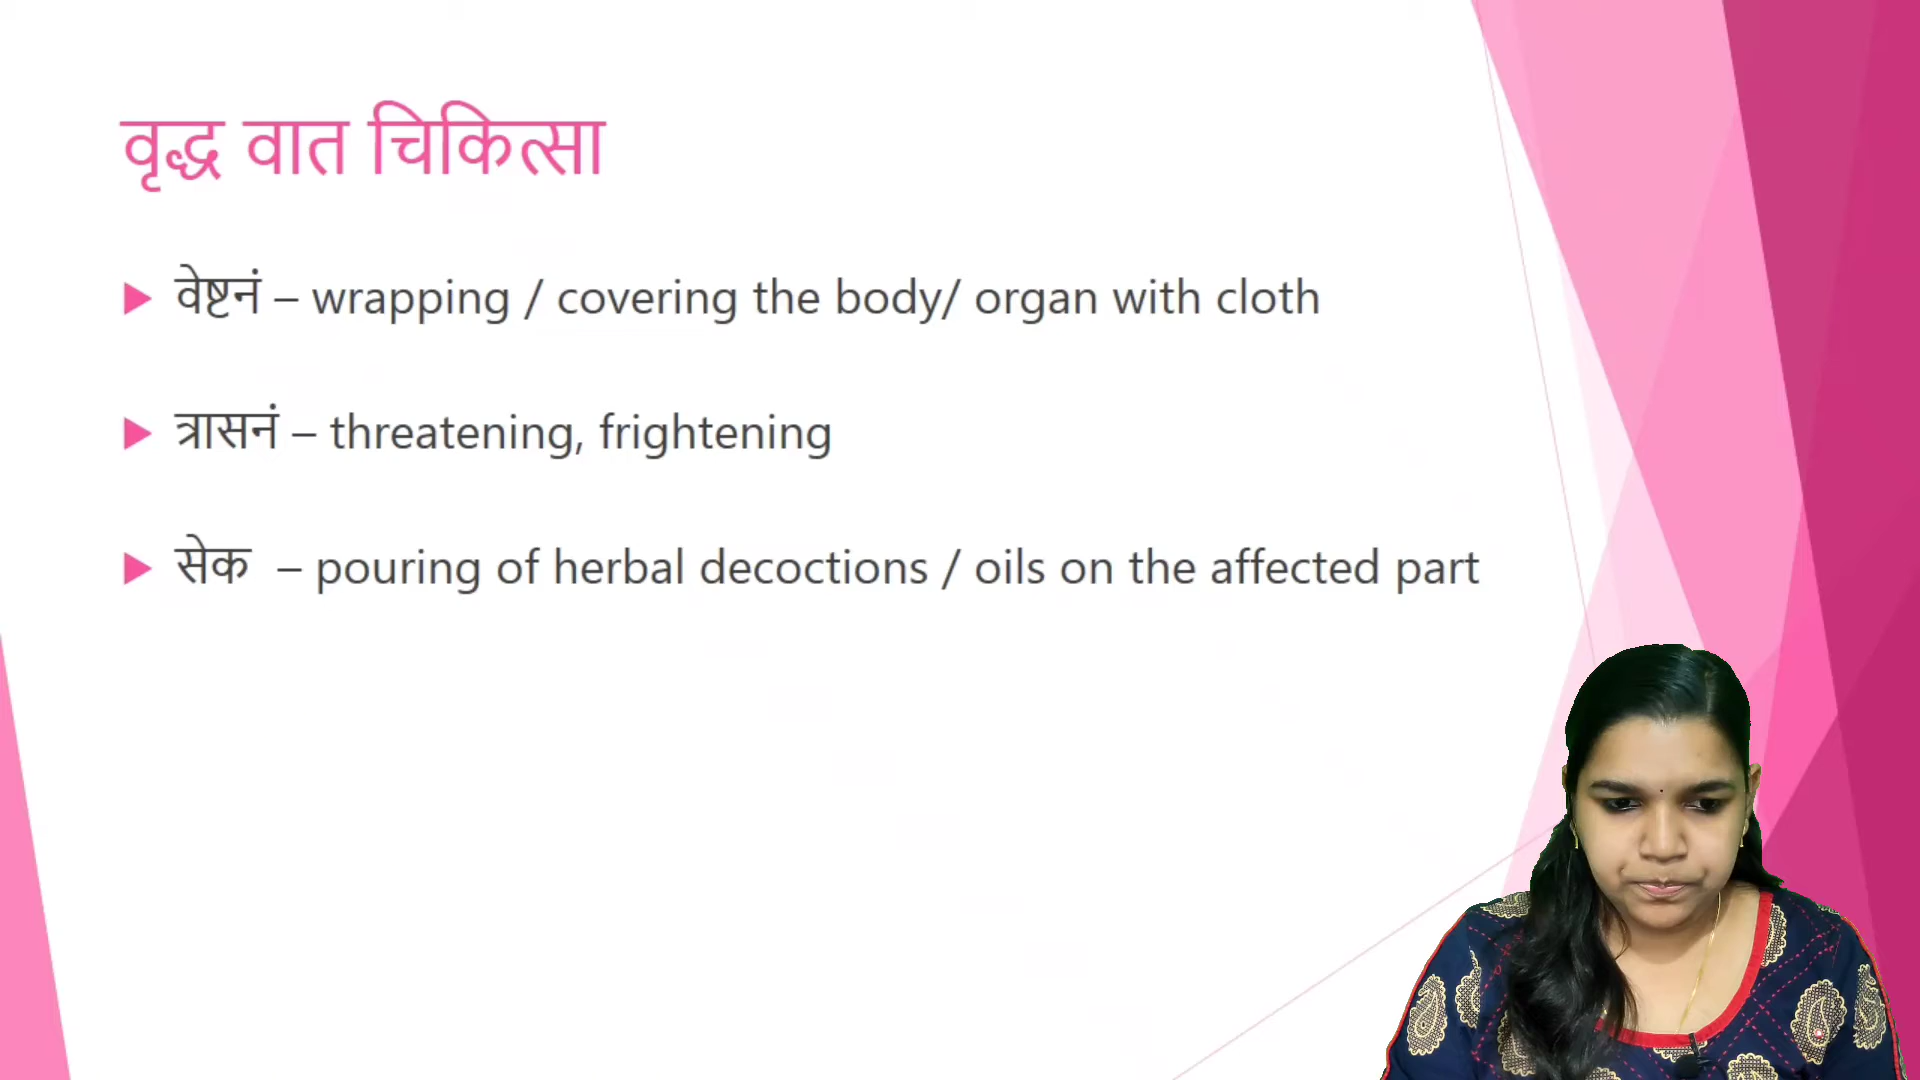 वृद्ध वात चिकित्सा
वेष्टनं – wrapping / covering the body/ organ with cloth
त्रासनं – threatening, frightening
सेक – pouring of herbal decoctions / oils on the affected part